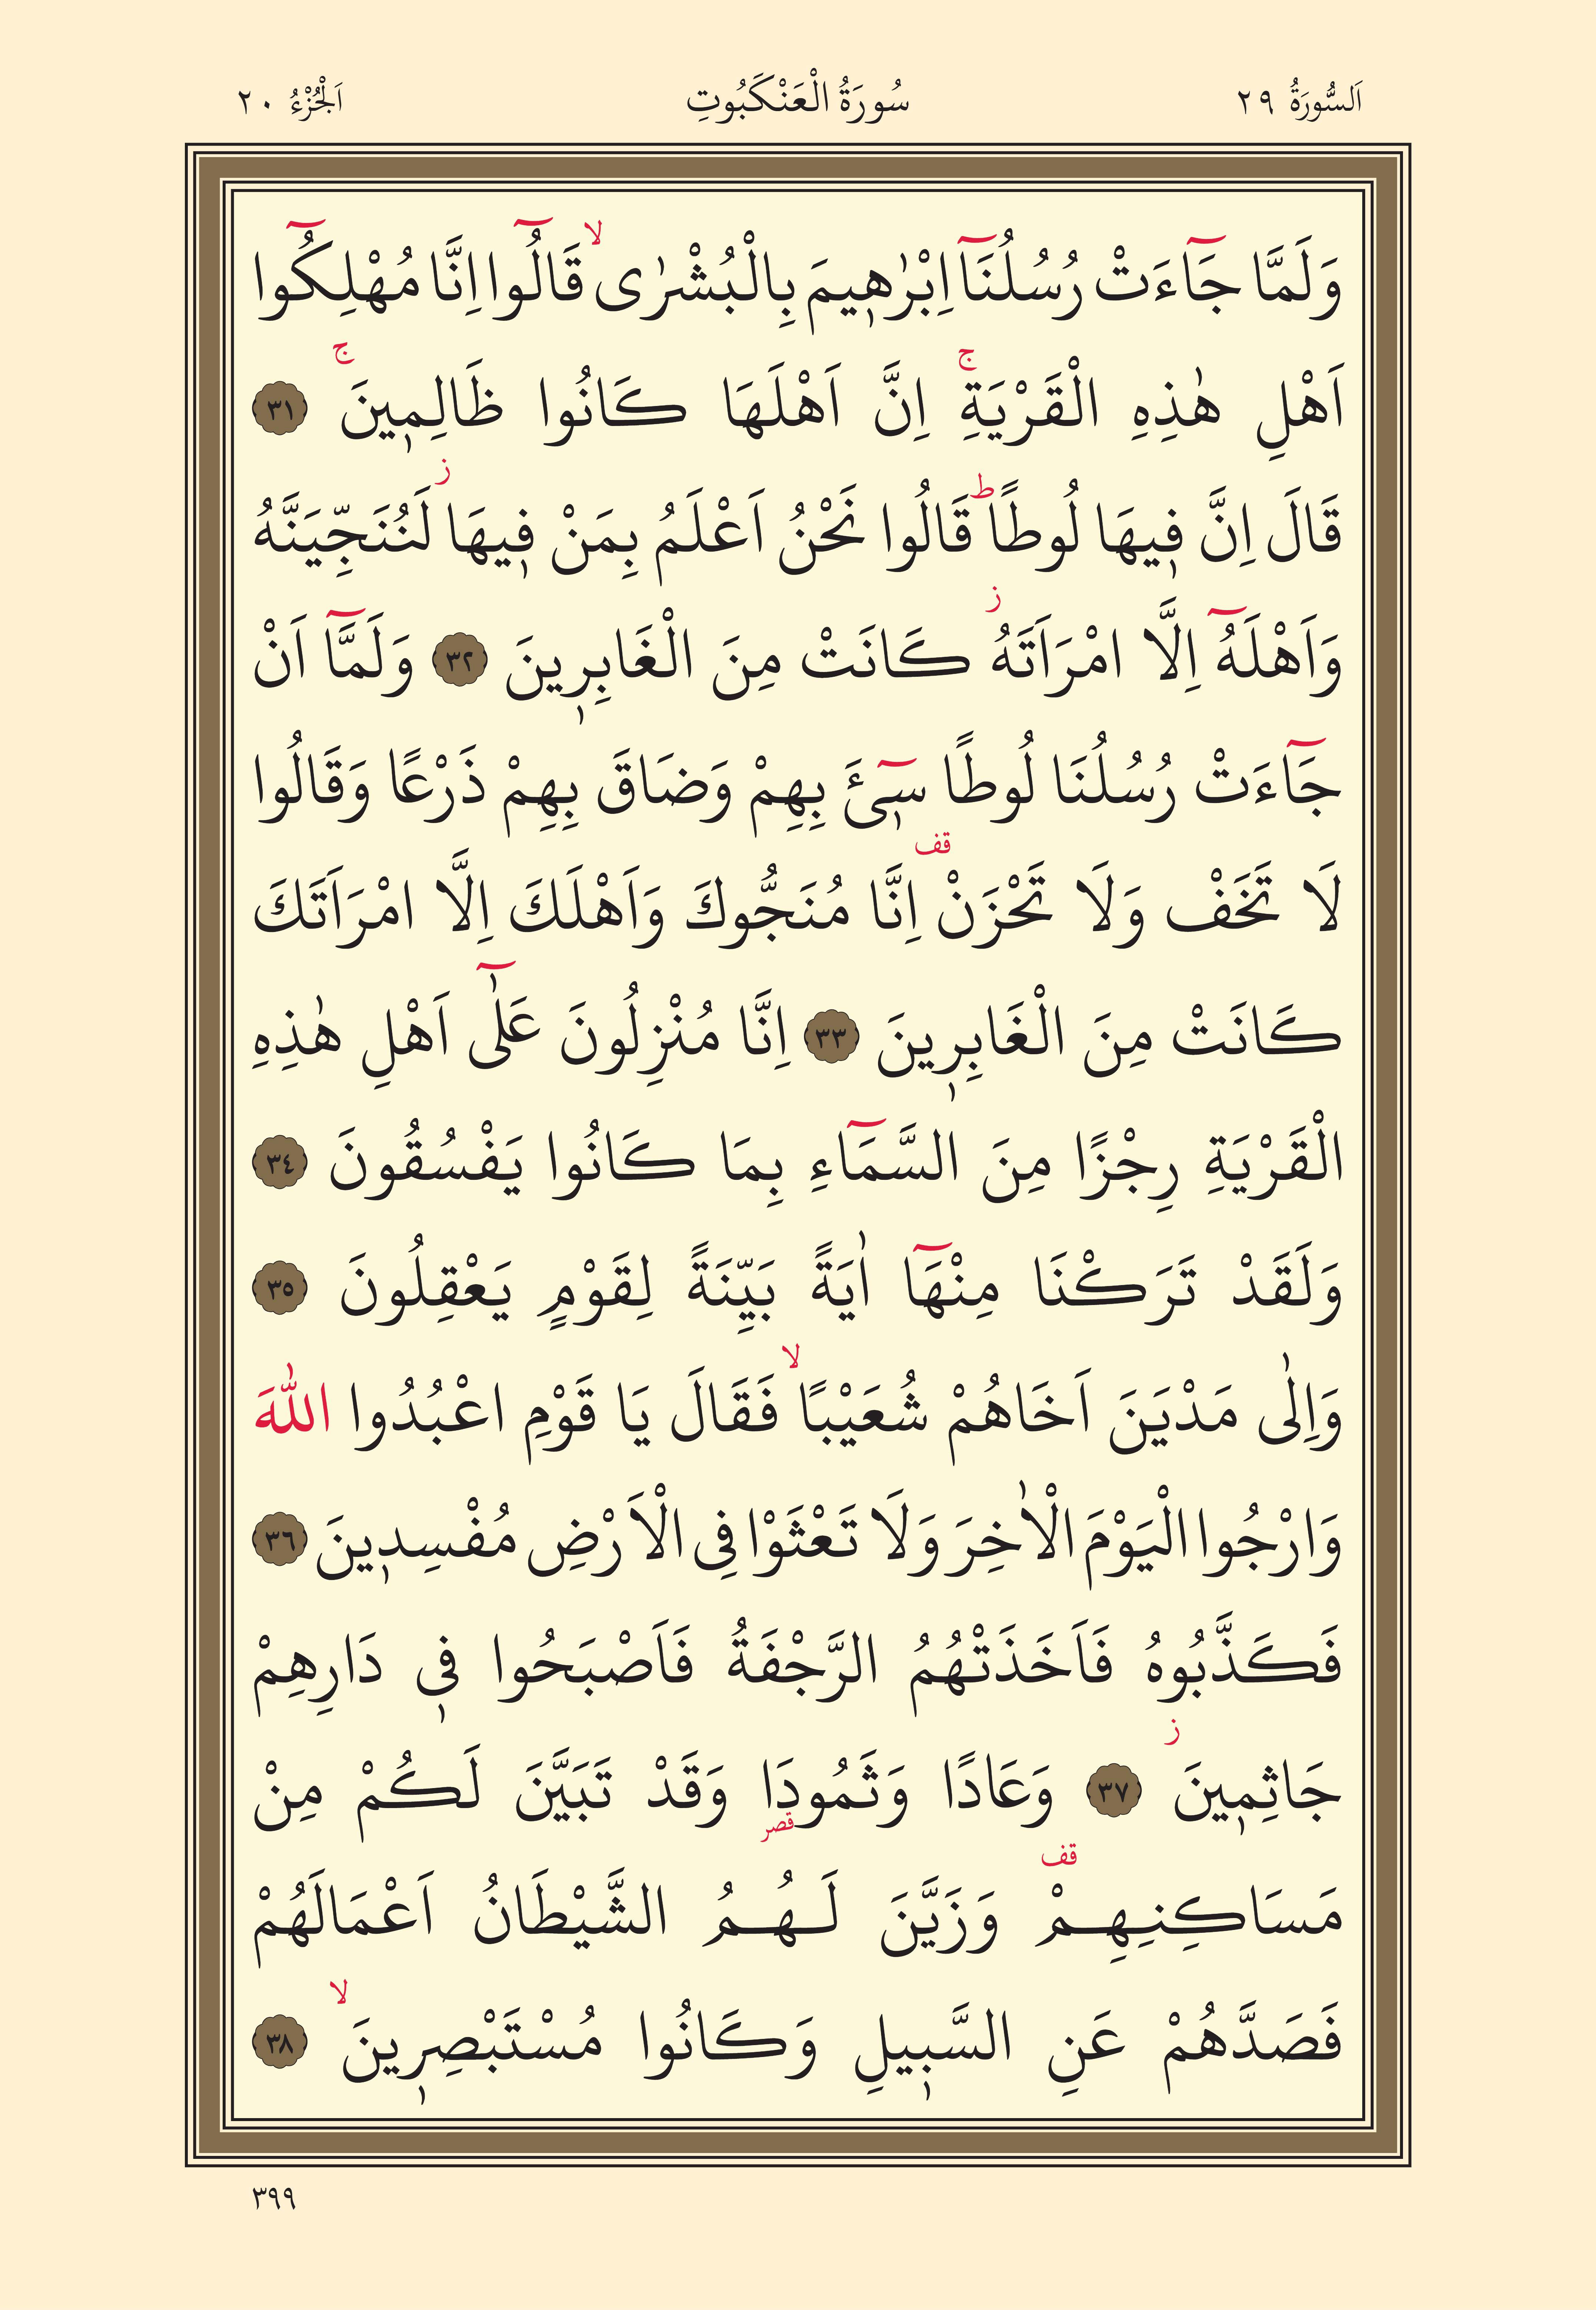 اَلسُّورَةُ ٢٩ سُورَةُ الْعَنْكَبُوتِ اَلْجُزْءُ ٢٠
وَلَمَّا جَٓاءَتْ رُسُلُنَٓا اِبْرٰه۪يمَ بِالْبُشْرٰىۙ قَالُٓوا اِنَّا مُهْلِكُٓوا
اَهْلِ هٰذِهِ الْقَرْيَةِۚ اِنَّ اَهْلَهَا كَانُوا ظَالِم۪ينَۚ ٣١
قَالَ اِنَّ ف۪يهَا لُوطًاۜ قَالُوا نَحْنُ اَعْلَمُ بِمَنْ ف۪يهَاۘ لَنُنَجِّيَنَّهُ
وَاَهْلَهُٓ اِلَّا امْرَاَتَهُۘ كَانَتْ مِنَ الْغَابِر۪ينَ ٣٢ وَلَمَّٓا اَنْ
جَٓاءَتْ رُسُلُنَا لُوطًا س۪ٓيءَ بِهِمْ وَضَاقَ بِهِمْ ذَرْعًا وَقَالُوا
لَا تَخَفْ وَلَا تَحْزَنْ۠ اِنَّا مُنَجُّوكَ وَاَهْلَكَ اِلَّا امْرَاَتَكَ
كَانَتْ مِنَ الْغَابِر۪ينَ ٣٣ اِنَّا مُنْزِلُونَ عَلٰٓى اَهْلِ هٰذِهِ
الْقَرْيَةِ رِجْزًا مِنَ السَّمَٓاءِ بِمَا كَانُوا يَفْسُقُونَ ٣٤
وَلَقَدْ تَرَكْنَا مِنْهَٓا اٰيَةً بَيِّنَةً لِقَوْمٍ يَعْقِلُونَ ٣٥
وَاِلٰى مَدْيَنَ اَخَاهُمْ شُعَيْبًاۙ فَقَالَ يَا قَوْمِ اعْبُدُوا اللّٰهَ
وَارْجُوا الْيَوْمَ الْاٰخِرَ وَلَا تَعْثَوْا فِى الْاَرْضِ مُفْسِد۪ينَ ٣٦
فَكَذَّبُوهُ فَاَخَذَتْهُمُ الرَّجْفَةُ فَاَصْبَحُوا ف۪ى دَارِهِمْ
جَاثِم۪ينَۘ ٣٧ وَعَادًا وَثَمُودَا۬ وَقَدْ تَبَيَّنَ لَكُمْ مِنْ
مَسَاكِنِهِمْ۠ وَزَيَّنَ لَهُمُ الشَّيْطَانُ اَعْمَالَهُمْ
فَصَدَّهُمْ عَنِ السَّب۪يلِ وَكَانُوا مُسْتَبْصِر۪ينَۙ ٣٨
٣٩٩